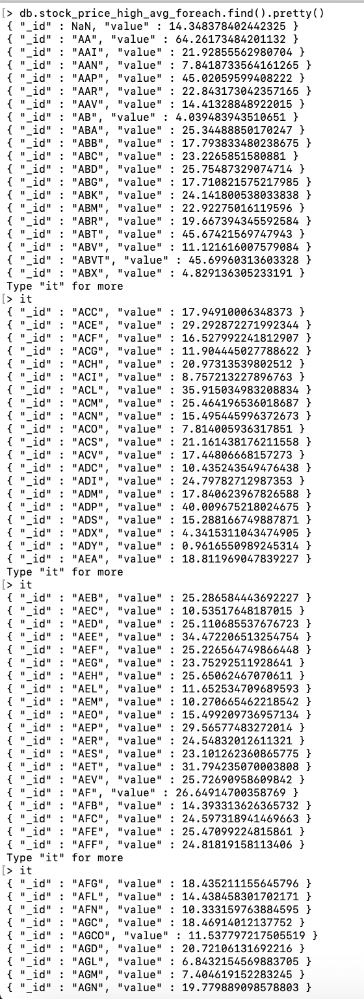 [> db.stock_price_high_avg_foreach.find().pretty()
{ "_id" : NaN, "value" : 14.348378402442325 }
{ "_id" : "AA", "value" : 64.26173484201132 }
{ "_id" : "AAI", "value" : 21.92855562980704 }
{ "_id" : "AAN", "value" : 7.8418733564161265 }
{ "_id" : "AAP", "value" : 45.02059599408222 }
{ "_id" : "AAR", "value" : 22.843173042357165 }
{ "_id" : "AAV", "value" : 14.41328848922015 }
{ "_id" : "AB", "value" : 4.039483943510651 }
{ "_id" : "ABA", "value" : 25.34488850170247 }
{ "_id" : "ABB", "value" : 17.793833480238675 }
{ "_id" : "ABC", "value" : 23.2265851580881 }
{ "_id" : "ABD", "value" : 25.75487329074714 }
{ "_id" : "ABG", "value" : 17.710821575217985 }
{ "_id" : "ABK", "value" : 24.141800538033838 }
{ "_id" : "ABM", "value" : 22.92275016119596 }
{ "_id" : "ABR", "value" : 19.667394345592584 }
{ "_id" : "ABT", "value" : 45.67421569747943 }
{ "_id" : "ABV", "value" : 11.121616007579084 }
{ "_id" : "ABVT", "value" : 45.69960313603328 }
{ "_id" : "ABX", "value" : 4.829136305233191 }
Type "it" for more
[> it
{ "_id" : "ACC", "value" : 17.94910006348373 }
{ "_id" : "ACE", "value" : 29.292872271992344 }
{ "_id" : "ACF", "value" : 16.527992241812907 }
{ "_id" : "ACG", "value" : 11.904445027788622 }
{ "_id" : "ACH", "value" : 20.97313539802512 }
{ "_id" : "ACI", "value" : 8.757213227896763 }
{ "_id" : "ACL", "value" : 35.915034983208834 }
{ "_id" : "ACM", "value" : 25.464196536018687 }
{ "_id" : "ACN", "value" : 15.495445996372673 }
{ "_id" : "ACO", "value" : 7.814005936317851 }
{ "_id" : "ACS", "value" : 21.161438176211558 }
{ "_id" : "ACV", "value" : 17.44806668157273 }
{ "_id" : "ADC", "value" : 10.435243549476438 }
{ "_id" : "ADI", "value" : 24.79782712987353 }
{ "_id" : "ADM", "value" : 17.840623967826588 }
{ "_id" : "ADP", "value" : 40.009675218024675 }
{ "_id" : "ADS", "value" : 15.288166749887871 }
{ "_id" : "ADX", "value" : 4.3415311043474905 }
{ "_id" : "ADY", "value" : 0.9616550989245314 }
{ "_id" : "AEA", "value" : 18.811969047839227 }
Type "it" for more
[> it
{ "_id" : "AEB", "value" : 25.286584443692227 }
{ "_id" : "AEC", "value" : 10.53517648187015 }
{ "_id" : "AED", "value" : 25.110685537676723 }
{ "_id" : "AEE", "value" : 34.472206513254754 }
{ "_id" : "AEF", "value" : 25.226564749866448 }
{ "_id" : "AEG", "value" : 23.75292511928641 }
{ "_id" : "AEH", "value" : 25.65062467070611 }
{ "_id" : "AEL", "value" : 11.652534709689593 }
{ "_id" : "AEM", "value" : 10.270665462218542 }
{ "_id" : "AEO", "value" : 15.499209736957134 }
{ "_id" : "AEP", "value" : 29.56577483272014 }
{ "_id" : "AER", "value" : 24.54832012611321 }
{ "_id" : "AES", "value" : 23.101262360865775 }
{ "_id" : "AET", "value" : 31.794235070003808 }
{ "_id" : "AEV", "value" : 25.72690958609842 }
{ "_id" : "AF", "value" : 26.64914700358769 }
{ "_id" : "AFB", "value" : 14.393313626365732 }
{ "_id" : "AFC", "value" : 24.597318941469663 }
{ "_id" : "AFE", "value" : 25.47099224815861 }
{ "_id" : "AFF", "value" : 24.81819158113406 }
Type "it" for more
[> it
{ "_id" : "AFG", "value" : 18.435211155645796 }
{ "_id" : "AFL", "value" : 14.438458301702171 }
{ "_id" : "AFN", "value" : 10.333159763884595 }
{ "_id" : "AGC", "value" : 18.46914012137752 }
{ "_id" : "AGCO", "value" : 11.537797217505519 }
{ "_id" : "AGD", "value" : 20.72106131692216 }
{ "_id" : "AGL", "value" : 6.8432154569883705 }
{ "_id" : "AGM", "value" : 7.404619152283245 }
{ "_id" : "AGN", "value" : 19.779889098578803 }